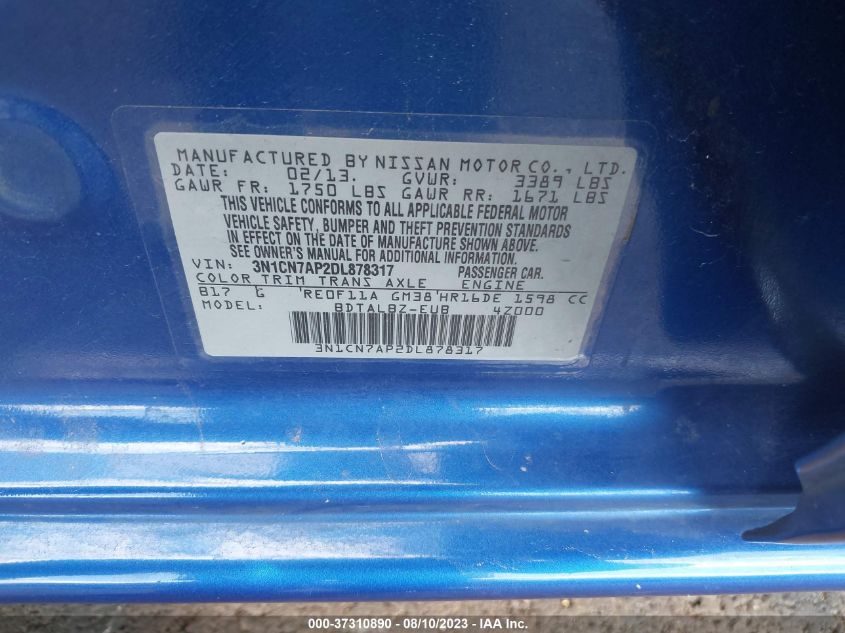 MANUFACTURED BY NISSAN MOTOR CO., LTD.
DATE: 02/13. GVWR: 3389 LBS
GAWR FR: 1750 LBS GAWR RR: 1671 LBS
THIS VEHICLE CONFORMS TO ALL APPLICABLE FEDERAL MOTOR
VEHICLE SAFETY, BUMPER AND THEFT PREVENTION STANDARDS
IN EFFECT ON THE DATE OF MANUFACTURE SHOWN ABOVE.
SEE OWNER'S MANUAL FOR ADDITIONAL INFORMATION.
VIN: 3N1CN7AP2DL878317 PASSENGER CAR.
COLOR TRIM TRANS AXLE ENGINE
B17 G 'RE0F11A GM38'HR16DE 1598 CC
MODEL: BDTALBZ-EUB 4Z000
3N1CN7AP2DL878317
000-37310890 - 08/10/2023 - IAA Inc.